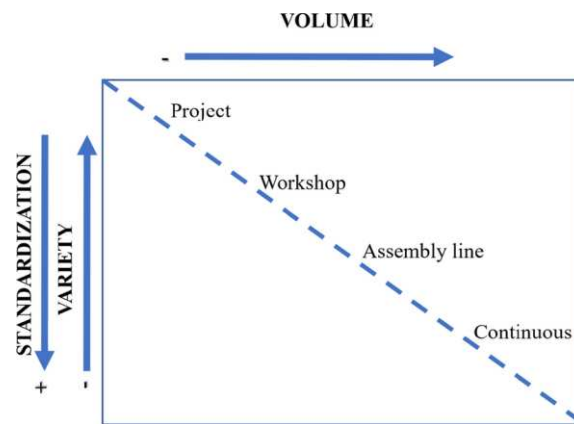 VOLUME
-
Project
Workshop
Assembly line
Continuous
STANDARDIZATION
VARIETY
+
-